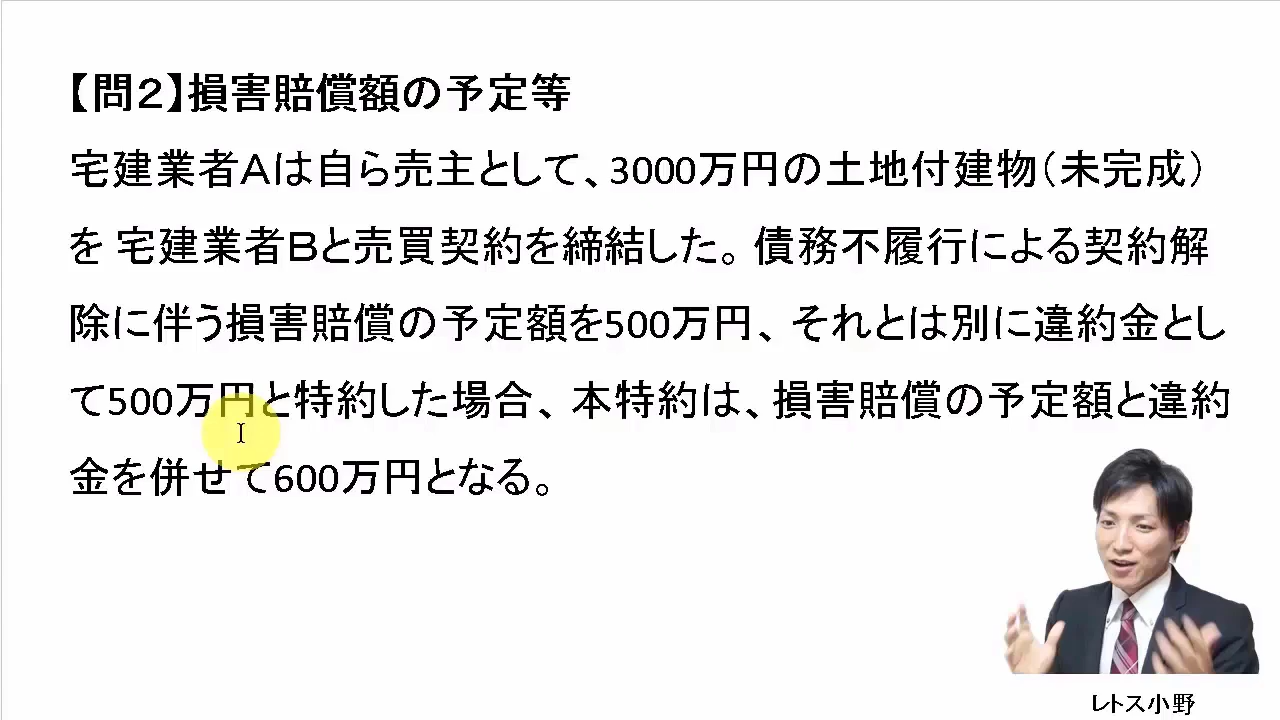 【問２】損害賠償額の予定等
宅建業者Ａは自ら売主として、3000万円の土地付建物（未完成）
を 宅建業者Ｂと売買契約を締結した。債務不履行による契約解
除に伴う損害賠償の予定額を500万円、それとは別に違約金とし
て500万円と特約した場合、本特約は、損害賠償の予定額と違約
金を併せて600万円となる。
レトス小野